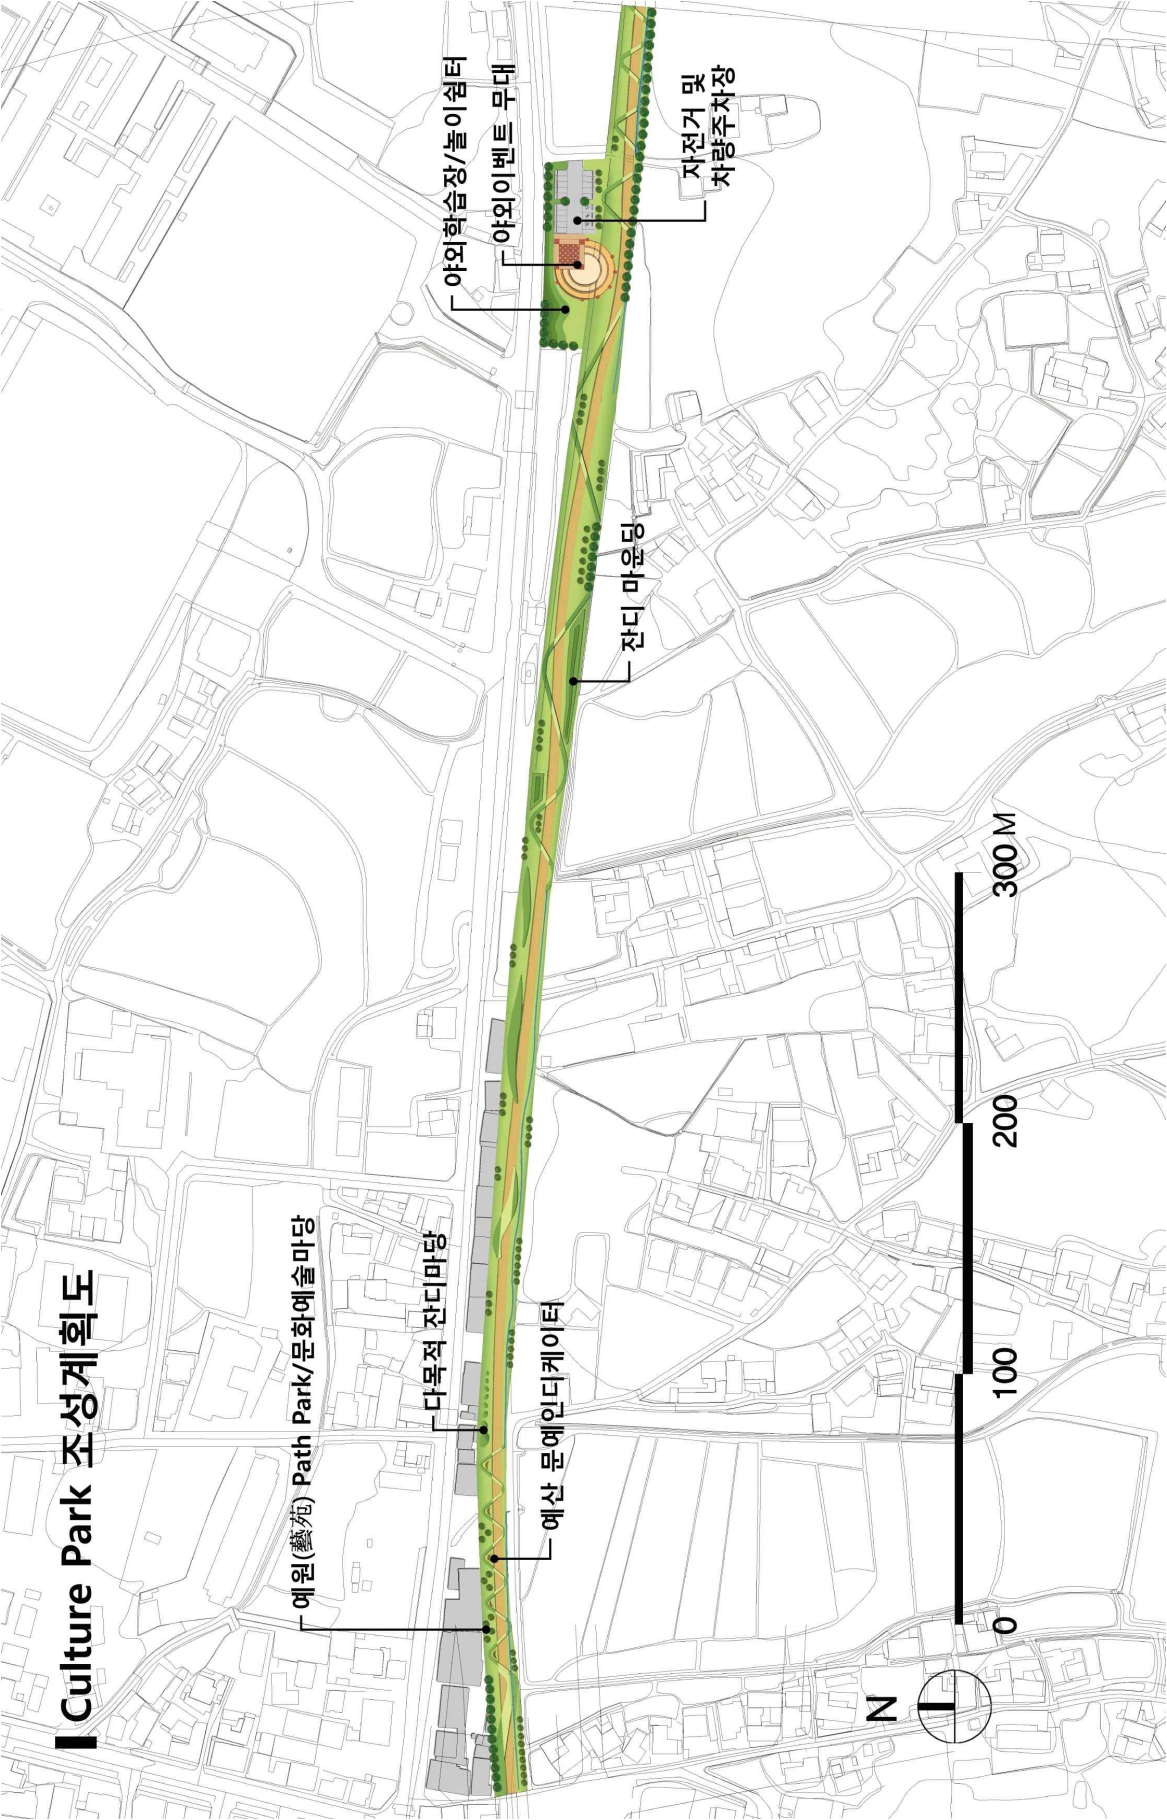 Culture Park 조성계획도
예원(藝苑) Path Park/문화예술마당
다목적 잔디마당
예산 문예인디케이터
잔디 마운딩
야외학습장/놀이쉼터
야외이벤트 무대
자전거 및
차량주차장
N
0
100
200
300 M